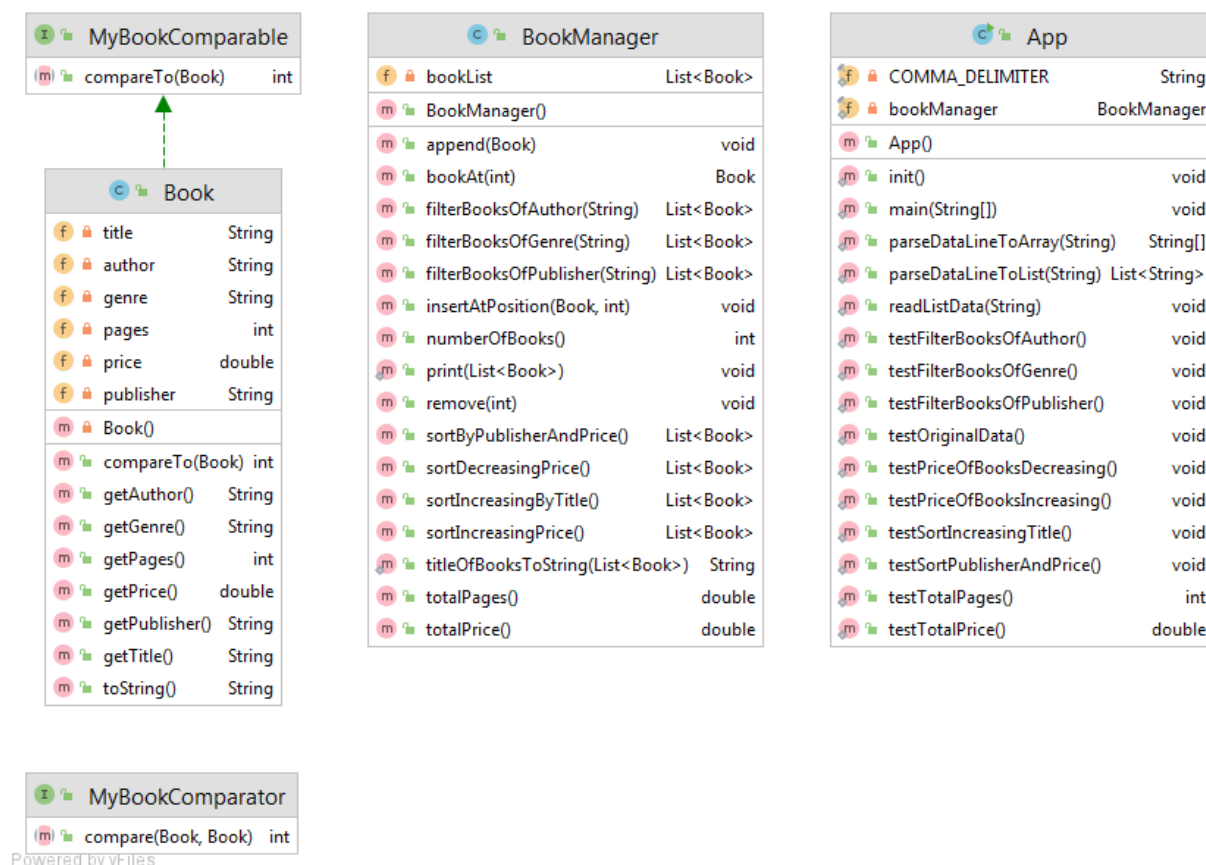 MyBookComparable
compareTo(Book) int
Book
title String
author String
genre String
pages int
price double
publisher String
Book()
compareTo(Book) int
getAuthor() String
getGenre() String
getPages() int
getPrice() double
getPublisher() String
getTitle() String
toString() String
MyBookComparator
compare(Book, Book) int
BookManager
bookList List<Book>
BookManager()
append(Book) void
bookAt(int) Book
filterBooksOfAuthor(String) List<Book>
filterBooksOfGenre(String) List<Book>
filterBooksOfPublisher(String) List<Book>
insertAtPosition(Book, int) void
numberOfBooks() int
print(List<Book>) void
remove(int) void
sortByPublisherAndPrice() List<Book>
sortDecreasingPrice() List<Book>
sortIncreasingByTitle() List<Book>
sortIncreasingPrice() List<Book>
titleOfBooksToString(List<Book>) String
totalPages() double
totalPrice() double
App
COMMA_DELIMITER String
bookManager BookManager
App()
init() void
main(String[]) void
parseDataLineToArray(String) String[]
parseDataLineToList(String) List<String>
readListData(String) void
testFilterBooksOfAuthor() void
testFilterBooksOfGenre() void
testFilterBooksOfPublisher() void
testOriginalData() void
testPriceOfBooksDecreasing() void
testPriceOfBooksIncreasing() void
testSortIncreasingTitle() void
testSortPublisherAndPrice() void
testTotalPages() int
testTotalPrice() double
Powered by yFiles